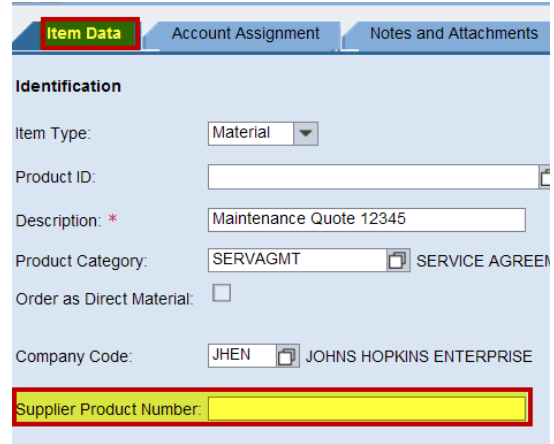 Item Data Account Assignment Notes and Attachments
Identification
Item Type: Material
Product ID:
Description: * Maintenance Quote 12345
Product Category: SERVAGMT SERVICE AGREEM
Order as Direct Material:
Company Code: JHEN JOHNS HOPKINS ENTERPRISE
Supplier Product Number: